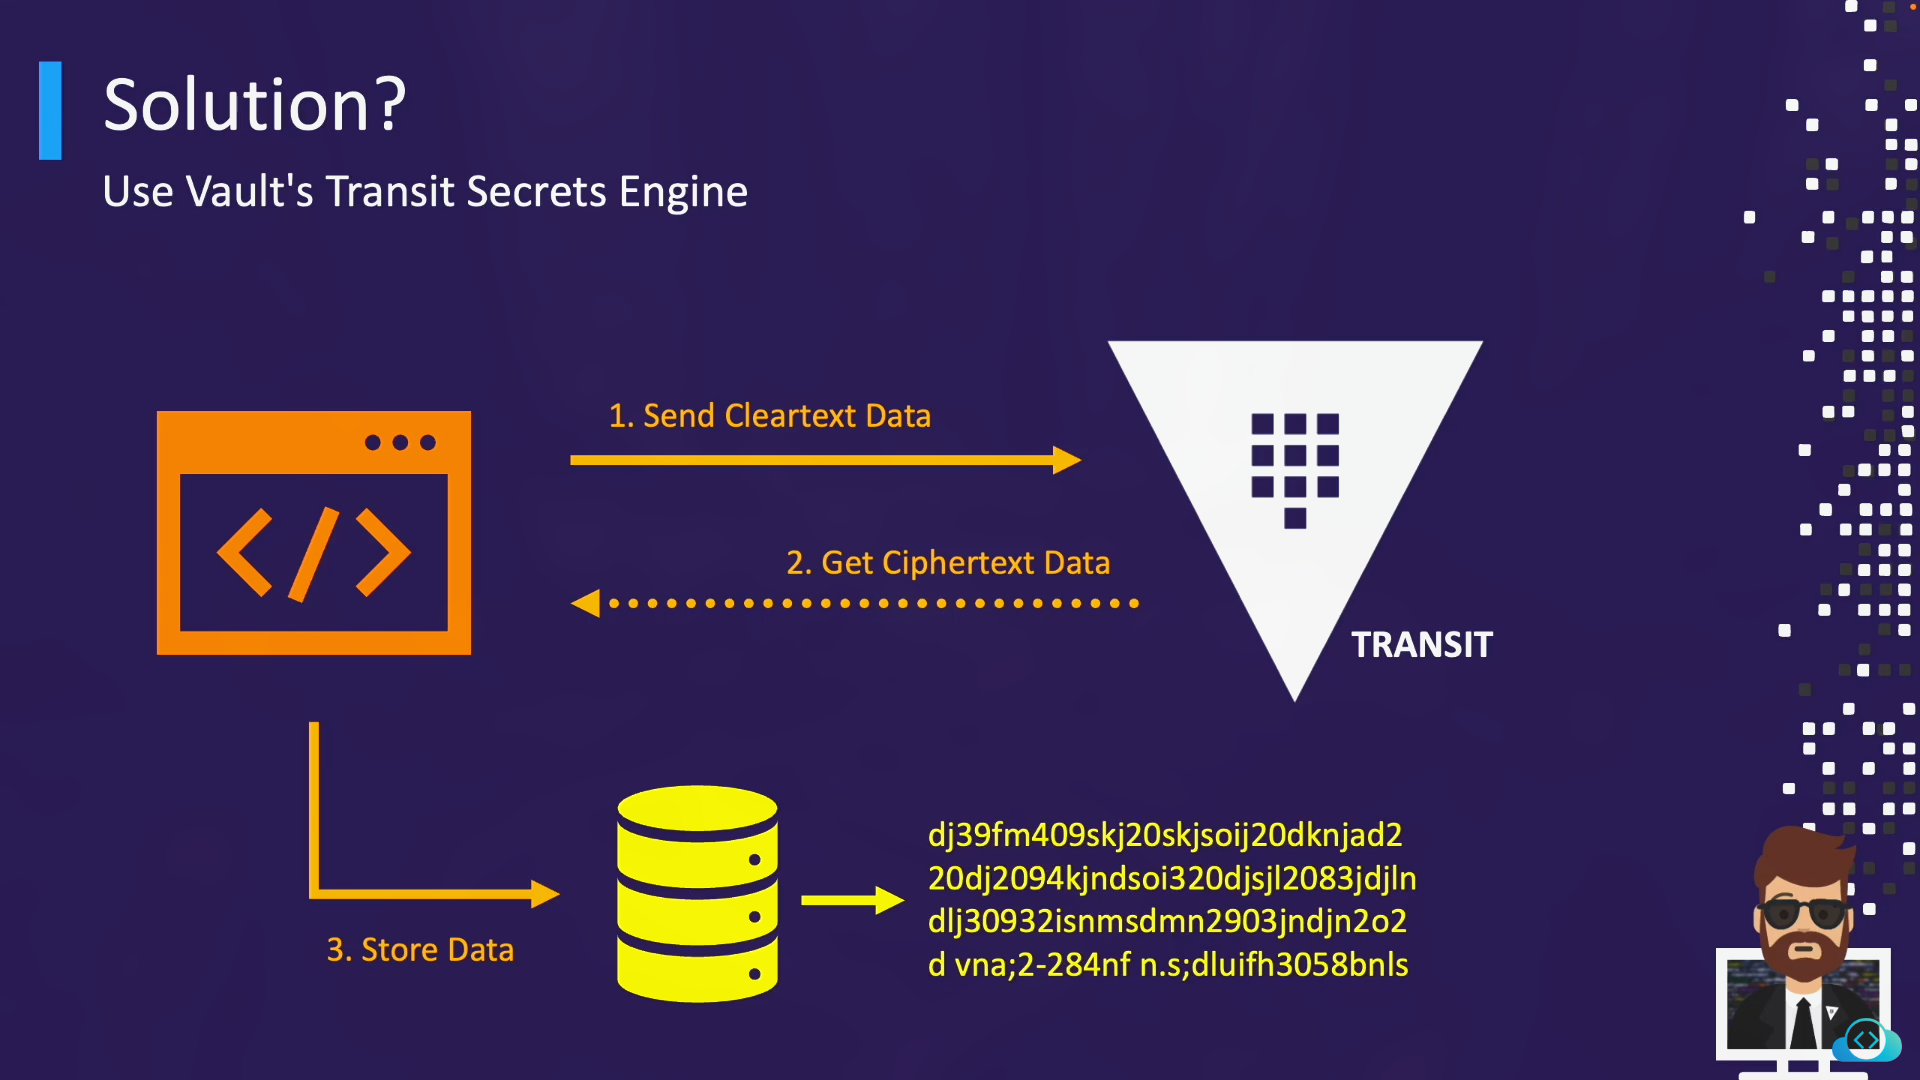 Solution?
Use Vault's Transit Secrets Engine
1. Send Cleartext Data
2. Get Ciphertext Data
TRANSIT
3. Store Data
dj39fm409skj20skjsoij20dknjad2
20dj2094kjndsoi320djsjl2083jdjln
dlj30932isnmsdmn2903jndjn2o2
d vna;2-284nf n.s;dluifh3058bnls